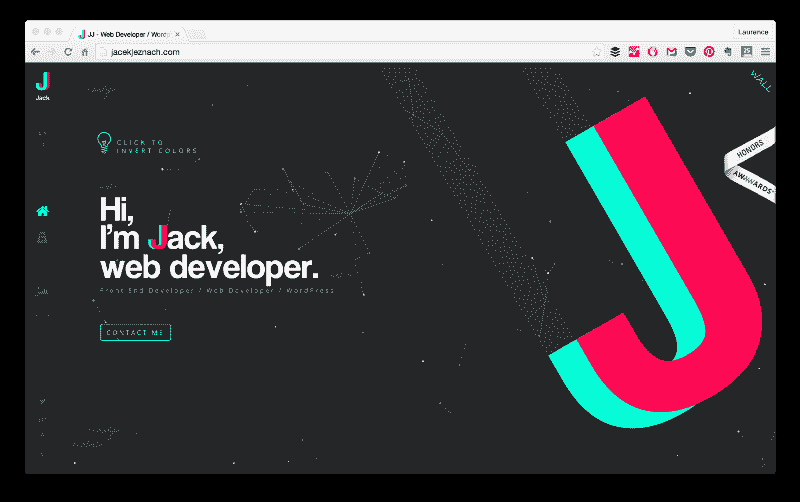 JJ - Web Developer / Wordp
Laurence
jacekjeznach.com
Jack
WALL
CLICK TO
INVERT COLORS
HONORS
AWWWARDS
Hi,
I'm Jack,
web developer.
Front End Developer / Web Developer / WordPress
CONTACT ME